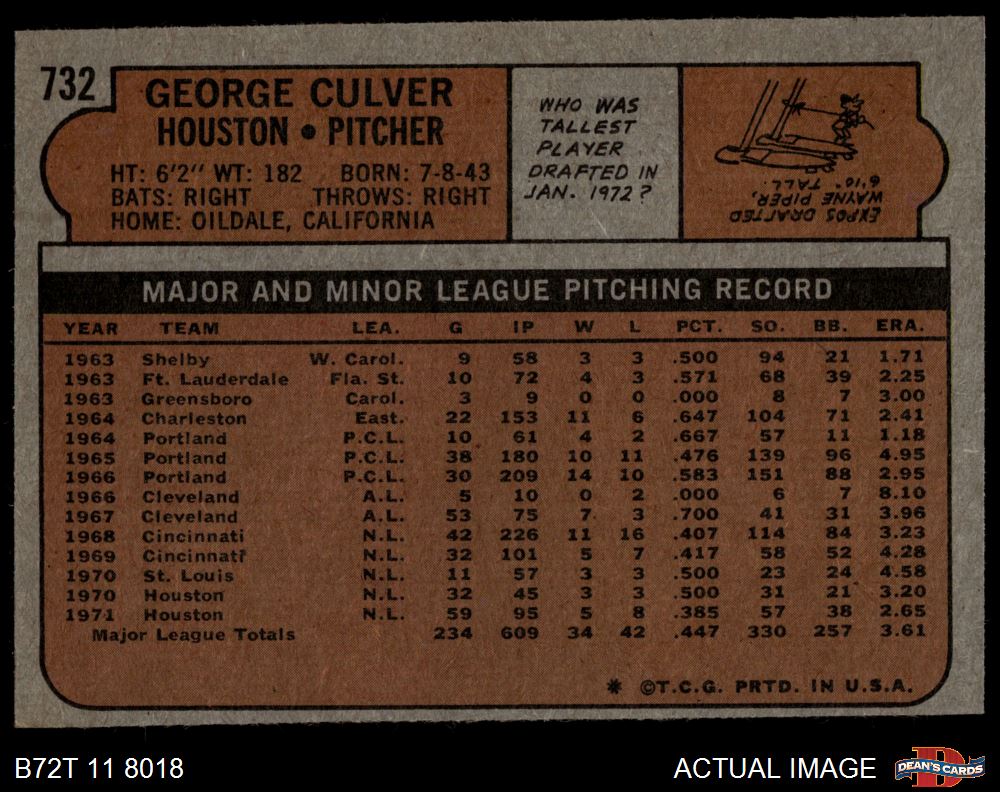 732
GEORGE CULVER
HOUSTON • PITCHER
HT: 6'2" WT: 182 BORN: 7-8-43
BATS: RIGHT THROWS: RIGHT
HOME: OILDALE, CALIFORNIA
WHO WAS
TALLEST
PLAYER
DRAFTED IN
JAN. 1972?
EXPOS DRAFTED
WAYNE PIPER,
6'10" TALL.
MAJOR AND MINOR LEAGUE PITCHING RECORD
YEAR TEAM LEA. G IP W L PCT. SO. BB. ERA.
1963 Shelby W. Carol. 9 58 3 3 .500 94 21 1.71
1963 Ft. Lauderdale Fla. St. 10 72 4 3 .571 68 39 2.25
1963 Greensboro Carol. 3 9 0 0 .000 8 7 3.00
1964 Charleston East. 22 153 11 6 .647 104 71 2.41
1964 Portland P.C.L. 10 61 4 2 .667 57 11 1.18
1965 Portland P.C.L. 38 180 10 11 .476 139 96 4.95
1966 Portland P.C.L. 30 209 14 10 .583 151 88 2.95
1966 Cleveland A.L. 5 10 0 2 .000 6 7 8.10
1967 Cleveland A.L. 53 75 7 3 .700 41 31 3.96
1968 Cincinnati N.L. 42 226 11 16 .407 114 84 3.23
1969 Cincinnati N.L. 32 101 5 7 .417 58 52 4.28
1970 St. Louis N.L. 11 57 3 3 .500 23 24 4.58
1970 Houston N.L. 32 45 3 3 .500 31 21 3.20
1971 Houston N.L. 59 95 5 8 .385 57 38 2.65
Major League Totals 234 609 34 42 .447 330 257 3.61
* ©T.C.G. PRTD. IN U.S.A.
B72T 11 8018
ACTUAL IMAGE
DEAN'S CARDS